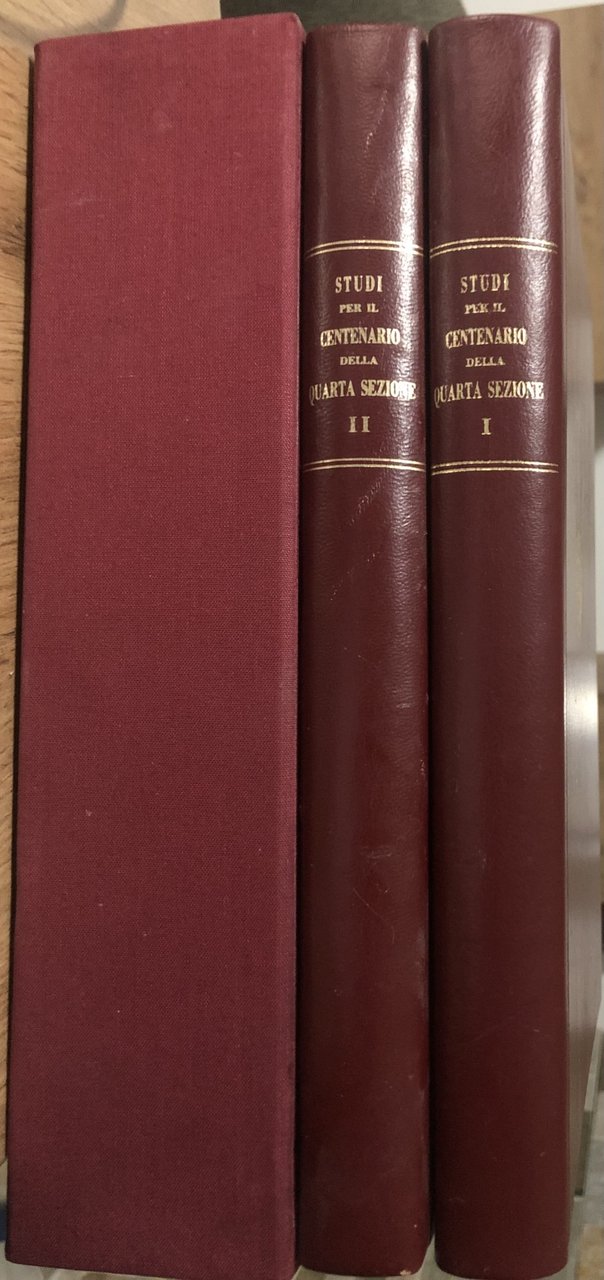 STUDI
PER IL
CENTENARIO
DELLA
QUARTA SEZIONE
II
STUDI
PER IL
CENTENARIO
DELLA
QUARTA SEZIONE
I